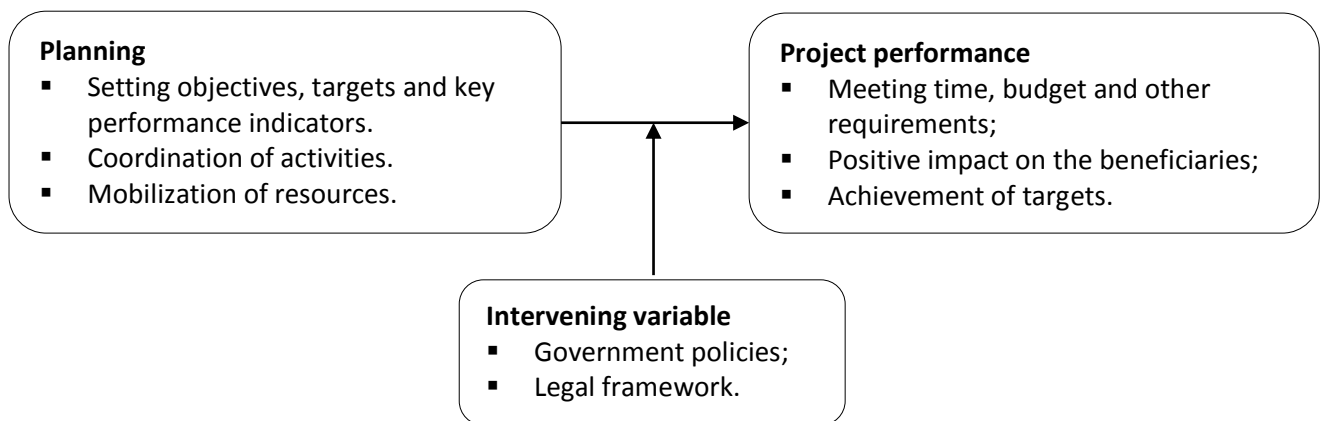 Planning
▪ Setting objectives, targets and key
performance indicators.
▪ Coordination of activities.
▪ Mobilization of resources.
Project performance
▪ Meeting time, budget and other
requirements;
▪ Positive impact on the beneficiaries;
▪ Achievement of targets.
Intervening variable
▪ Government policies;
▪ Legal framework.